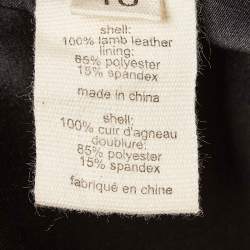 shell:
100% lamb leather
lining:
85% polyester
15% spandex
made in china
shell:
100% cuir d'agneau
doublure:
85% polyester
15% spandex
fabriqué en chine